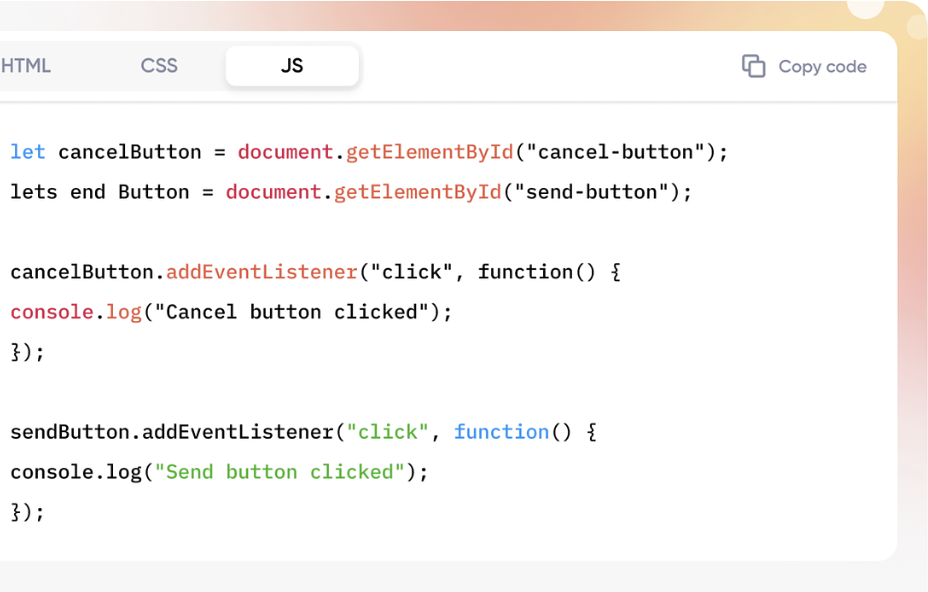 HTML CSS JS Copy code
let cancelButton = document.getElementById("cancel-button");
lets end Button = document.getElementById("send-button");
cancelButton.addEventListener("click", function() {
console.log("Cancel button clicked");
});
sendButton.addEventListener("click", function() {
console.log("Send button clicked");
});